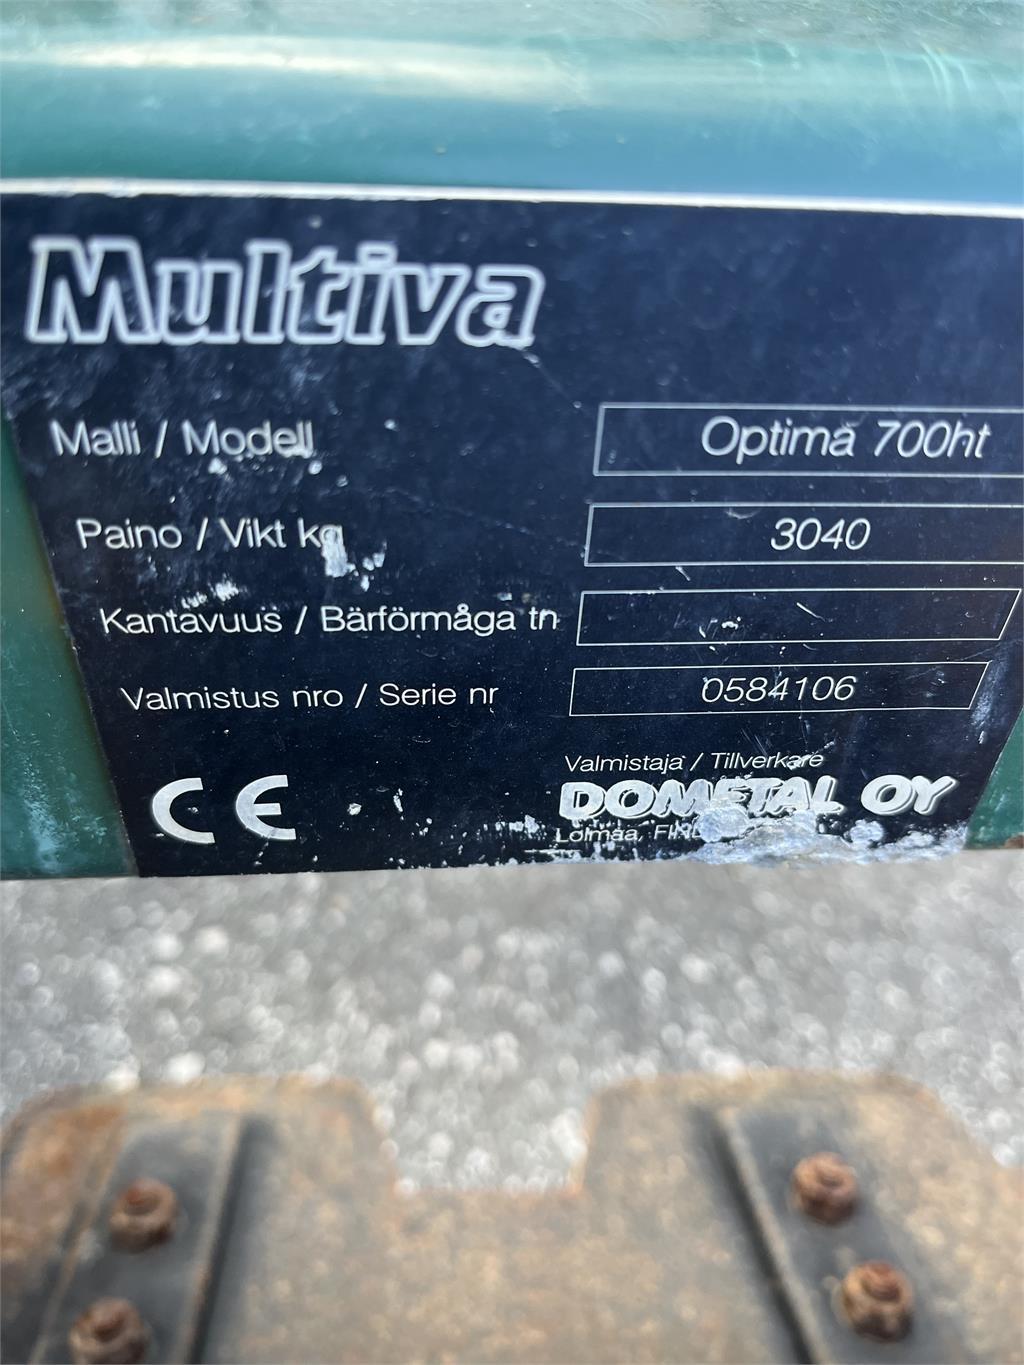 Multiva
Malli / Modell Optima 700ht
Paino / Vikt kg 3040
Kantavuus / Bärförmåga tn
Valmistus nro / Serie nr 0584106
Valmistaja / Tillverkare
CE DOMETAL OY
Loimaa,